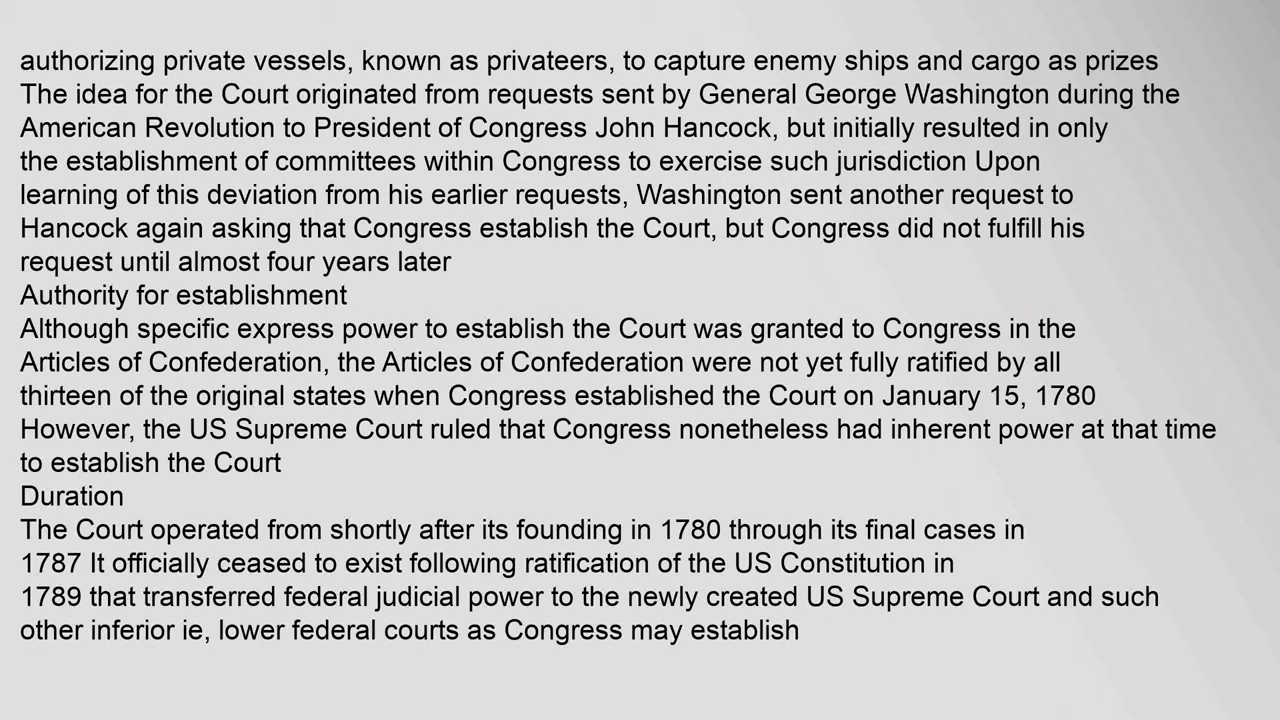 authorizing private vessels, known as privateers, to capture enemy ships and cargo as prizes
The idea for the Court originated from requests sent by General George Washington during the
American Revolution to President of Congress John Hancock, but initially resulted in only
the establishment of committees within Congress to exercise such jurisdiction Upon
learning of this deviation from his earlier requests, Washington sent another request to
Hancock again asking that Congress establish the Court, but Congress did not fulfill his
request until almost four years later
Authority for establishment
Although specific express power to establish the Court was granted to Congress in the
Articles of Confederation, the Articles of Confederation were not yet fully ratified by all
thirteen of the original states when Congress established the Court on January 15, 1780
However, the US Supreme Court ruled that Congress nonetheless had inherent power at that time
to establish the Court
Duration
The Court operated from shortly after its founding in 1780 through its final cases in
1787 It officially ceased to exist following ratification of the US Constitution in
1789 that transferred federal judicial power to the newly created US Supreme Court and such
other inferior ie, lower federal courts as Congress may establish